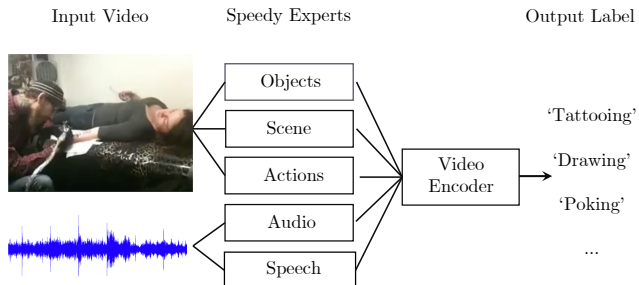 Input Video
Speedy Experts
Output Label
Objects
Scene
Actions
Audio
Speech
Video
Encoder
‘Tattooing’
‘Drawing’
‘Poking’
...